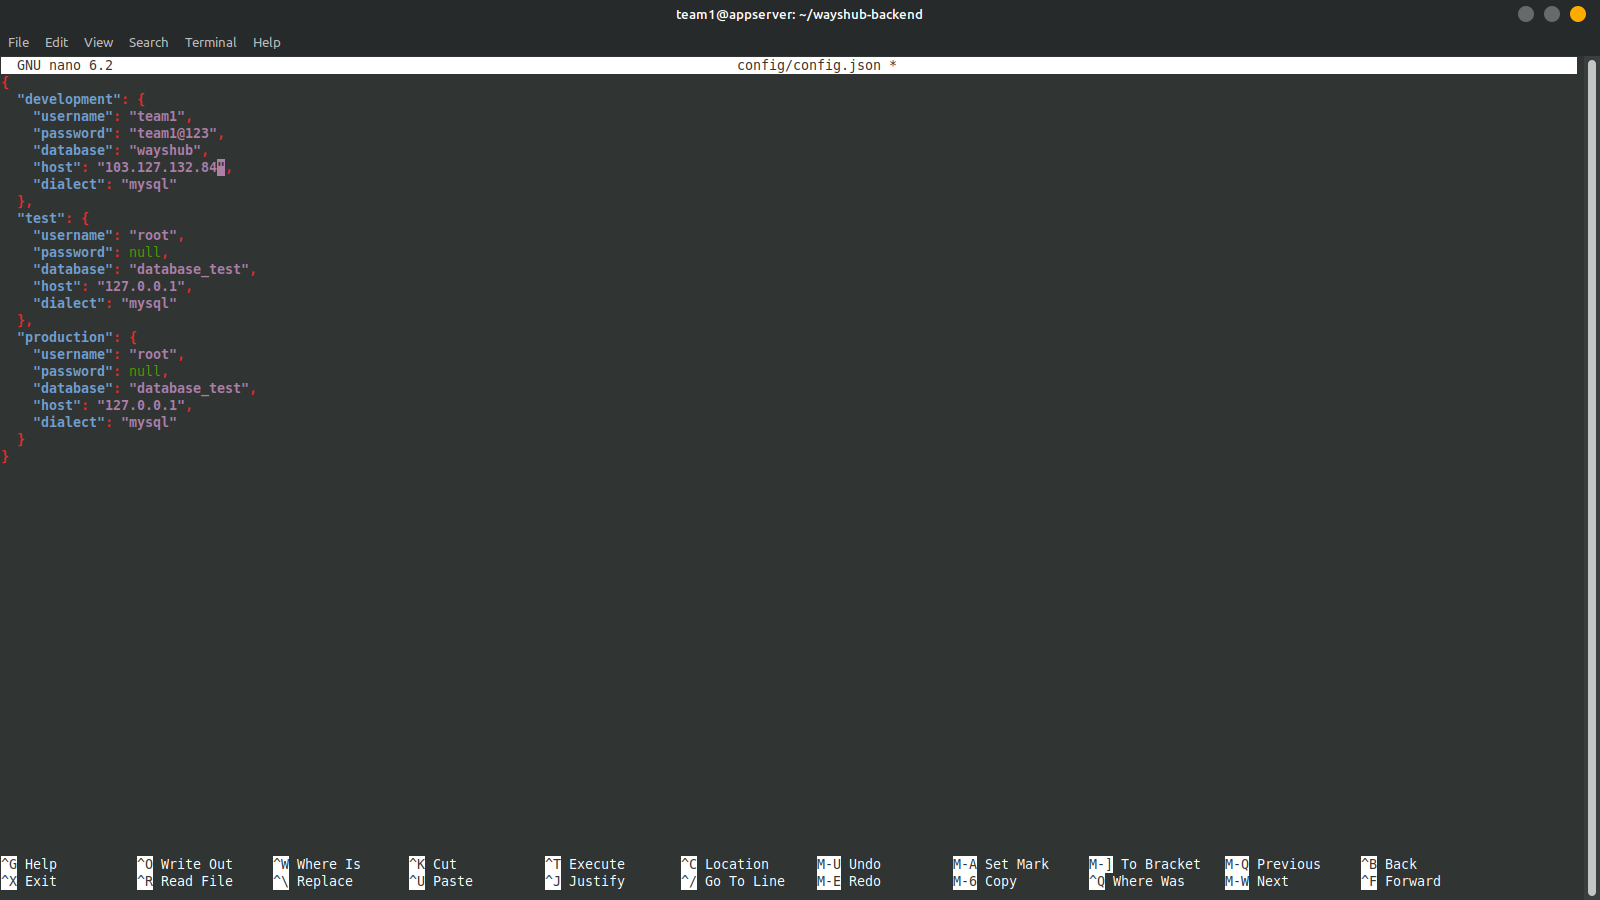 team1@appserver: ~/wayshub-backend
File Edit View Search Terminal Help
GNU nano 6.2 config/config.json *
{
  "development": {
    "username": "team1",
    "password": "team1@123",
    "database": "wayshub",
    "host": "103.127.132.84",
    "dialect": "mysql"
  },
  "test": {
    "username": "root",
    "password": null,
    "database": "database_test",
    "host": "127.0.0.1",
    "dialect": "mysql"
  },
  "production": {
    "username": "root",
    "password": null,
    "database": "database_test",
    "host": "127.0.0.1",
    "dialect": "mysql"
  }
}
^G Help ^O Write Out ^W Where Is ^K Cut ^T Execute ^C Location M-U Undo M-A Set Mark M-] To Bracket M-Q Previous ^B Back
^X Exit ^R Read File ^\ Replace ^U Paste ^J Justify ^/ Go To Line M-E Redo M-6 Copy ^Q Where Was M-W Next ^F Forward